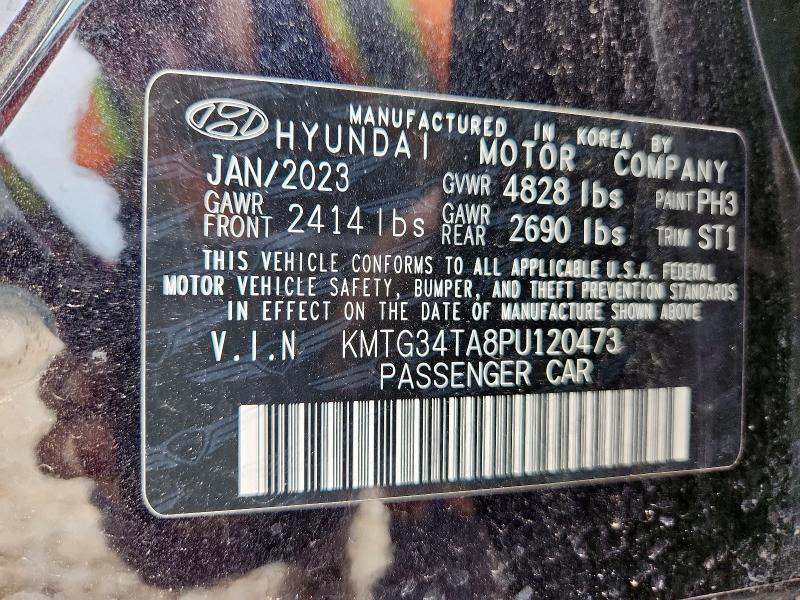 MANUFACTURED IN KOREA BY
HYUNDAI MOTOR COMPANY
JAN/2023 GVWR 4828 lbs PAINT PH3
GAWR FRONT 2414 lbs GAWR REAR 2690 lbs TRIM ST1
THIS VEHICLE CONFORMS TO ALL APPLICABLE U.S.A. FEDERAL
MOTOR VEHICLE SAFETY, BUMPER, AND THEFT PREVENTION STANDARDS
IN EFFECT ON THE DATE OF MANUFACTURE SHOWN ABOVE.
V.I.N KMTG34TA8PU120473
PASSENGER CAR